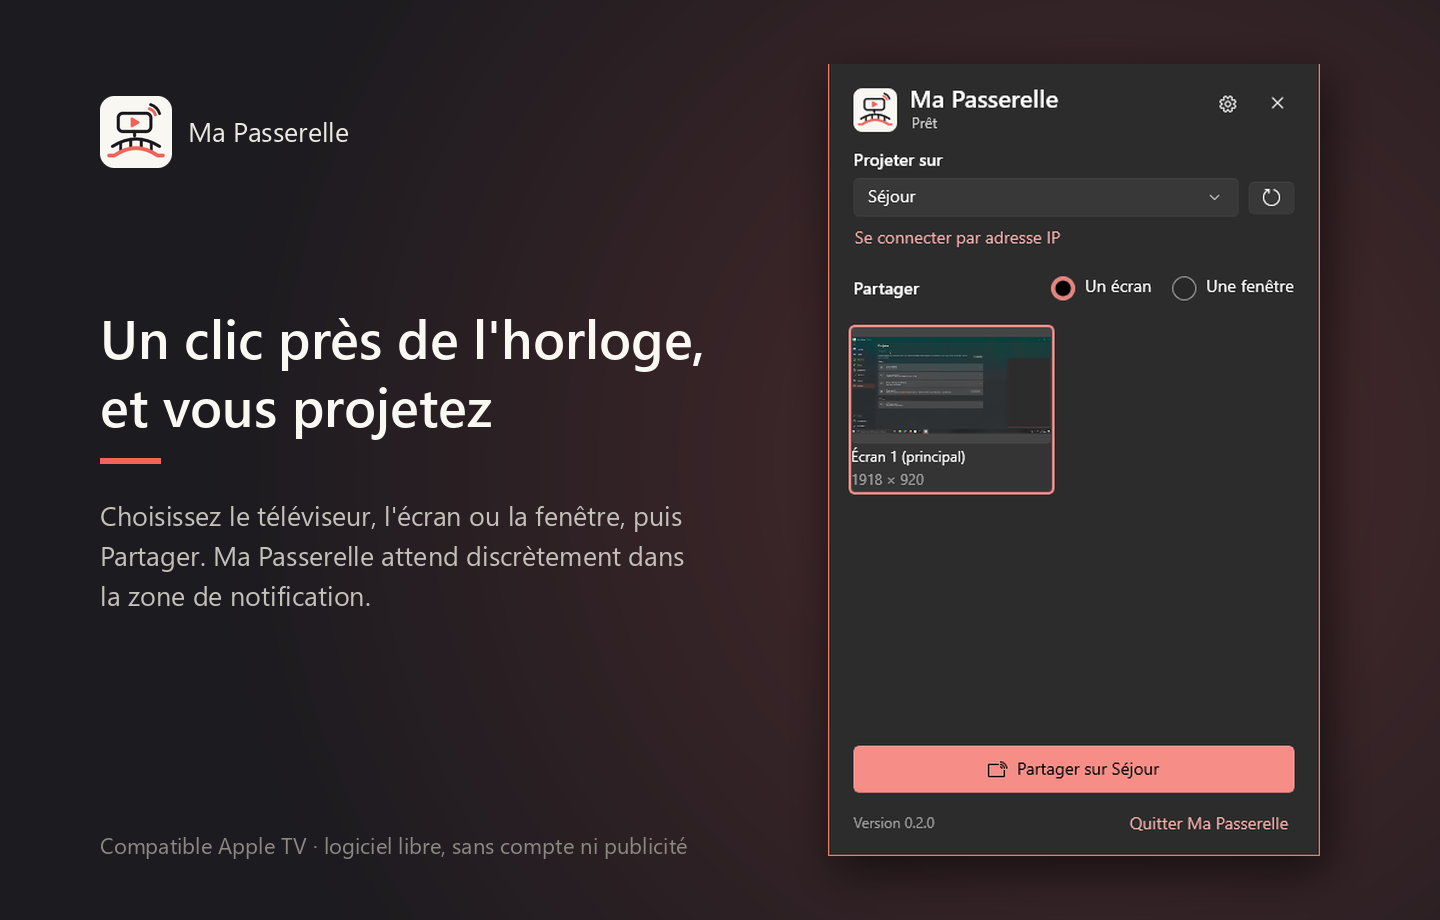 Ma Passerelle
Un clic près de l'horloge,
et vous projetez
Choisissez le téléviseur, l'écran ou la fenêtre, puis
Partager. Ma Passerelle attend discrètement dans
la zone de notification.
Compatible Apple TV · logiciel libre, sans compte ni publicité
Ma Passerelle
Prêt
Projeter sur
Séjour
Se connecter par adresse IP
Partager
Un écran
Une fenêtre
Écran 1 (principal)
1918 × 920
Partager sur Séjour
Version 0.2.0
Quitter Ma Passerelle